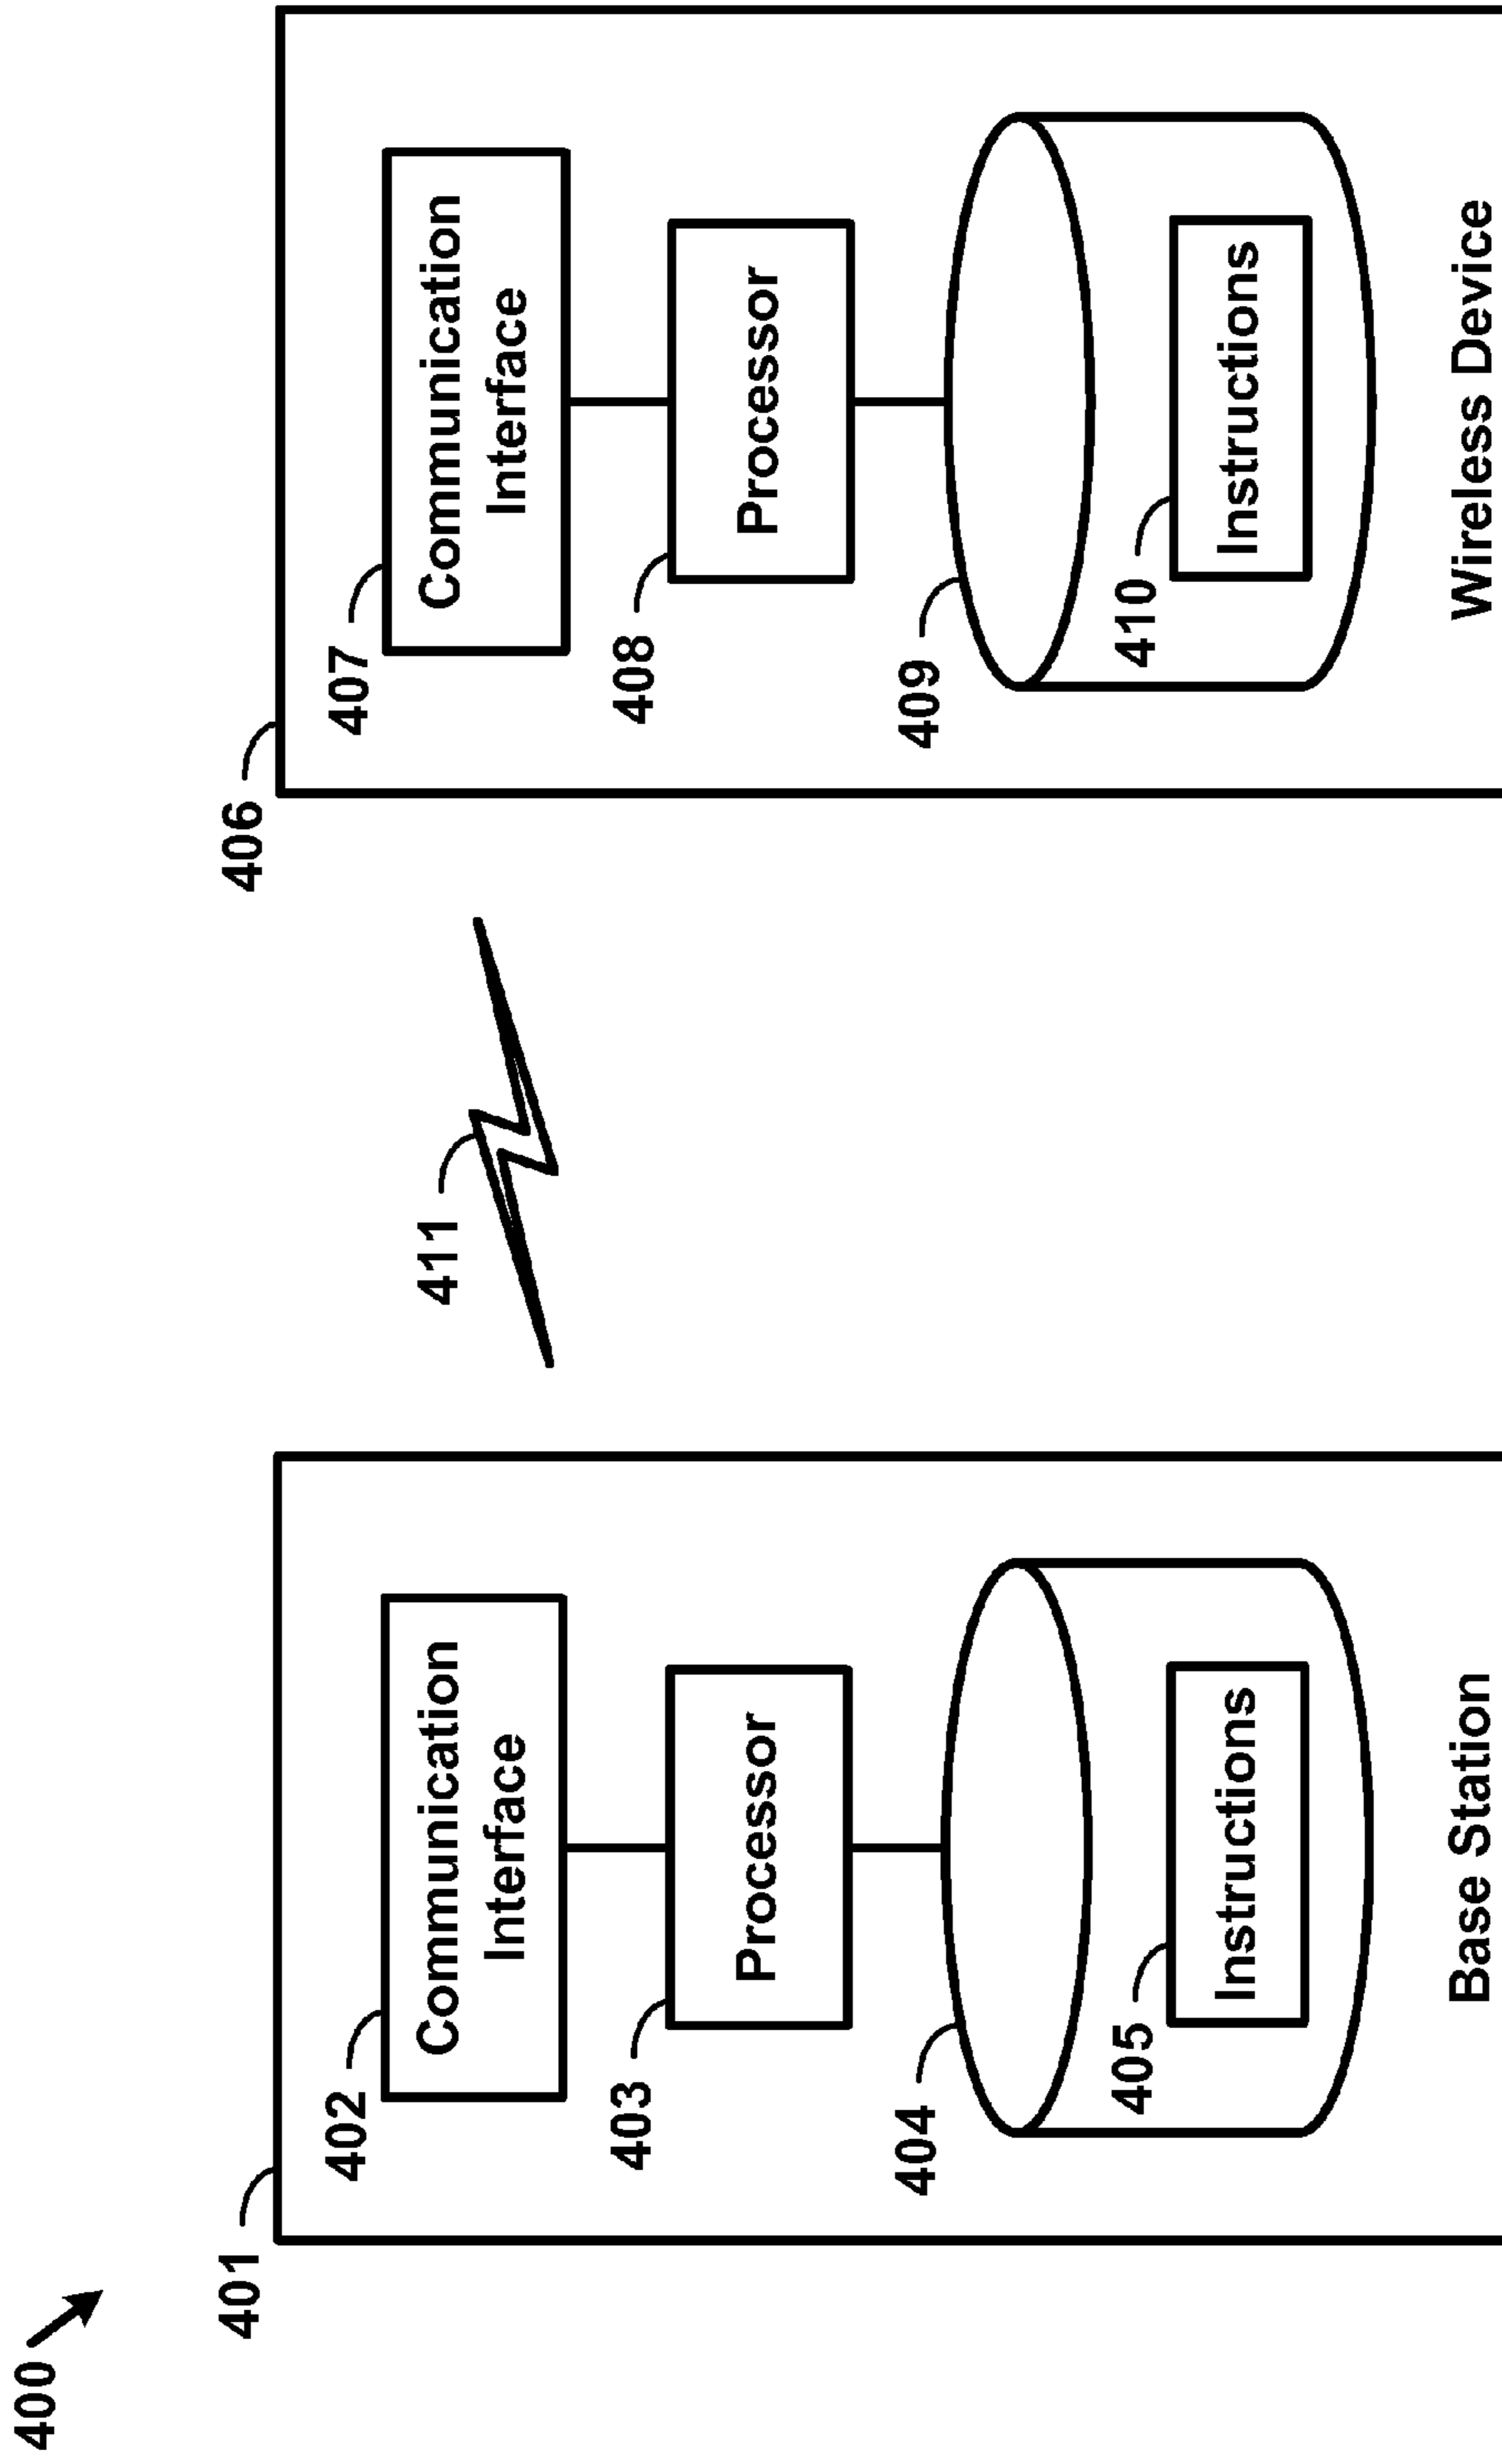 400
401
402
Communication
Interface
403
Processor
404
405
Instructions
Base Station
411
406
407
Communication
Interface
408
Processor
409
410
Instructions
Wireless Device